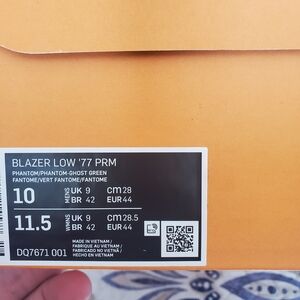 BLAZER LOW '77 PRM
PHANTOM/PHANTOM-GHOST GREEN
FANTOME/VERT FANTOME/FANTOME
10 MENS UK 9 CM 28
BR 42 EUR 44
11.5 WMNS UK 9 CM 28.5
BR 42 EUR 44
MADE IN VIETNAM /
FABRIQUE AU VIETNAM /
FABRICADO NO VIETNÃ /
HECHO EN VIETNAM
DQ7671 001